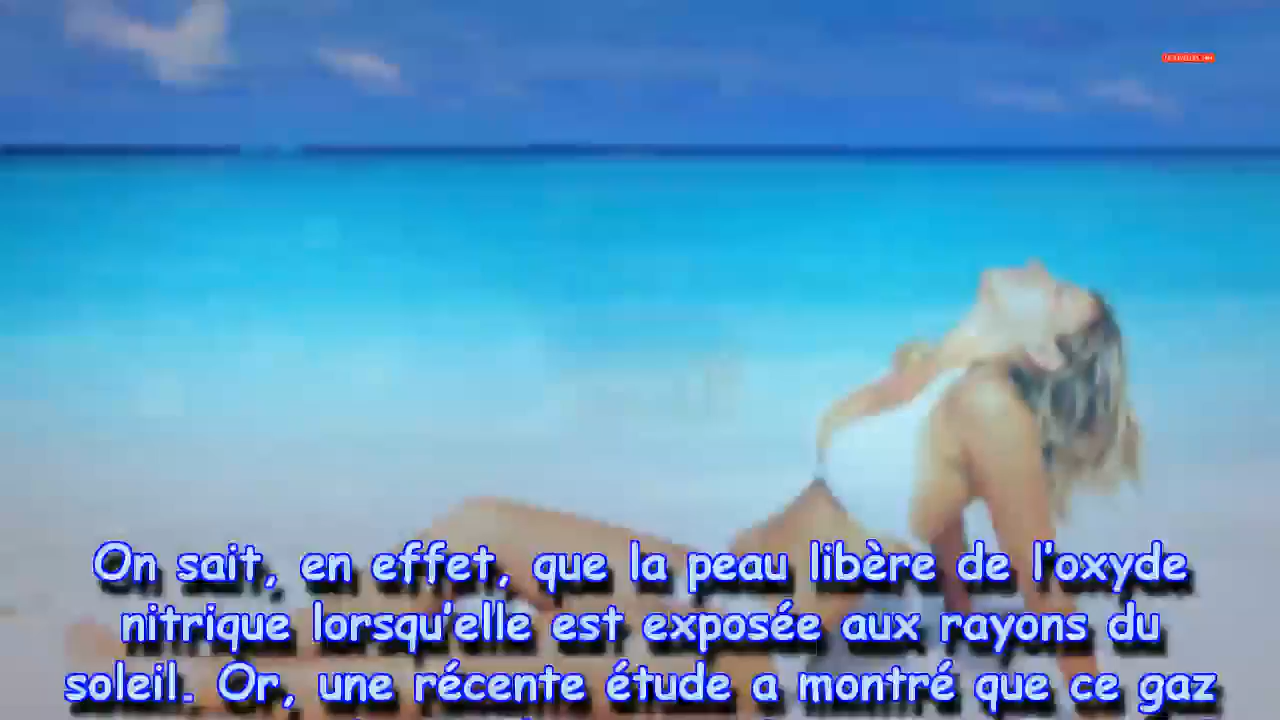 On sait, en effet, que la peau libère de l'oxyde
nitrique lorsqu'elle est exposée aux rayons du
soleil. Or, une récente étude a montré que ce gaz